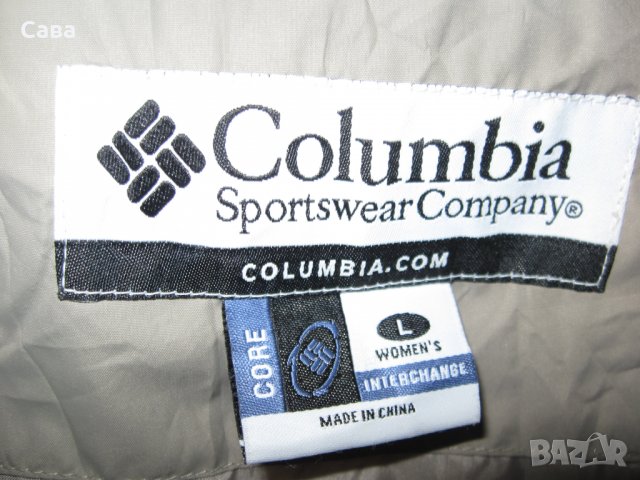 Сава
Columbia
Sportswear Company®
COLUMBIA.COM
CORE
L
WOMEN'S
INTERCHANGE
MADE IN CHINA
BAZAR